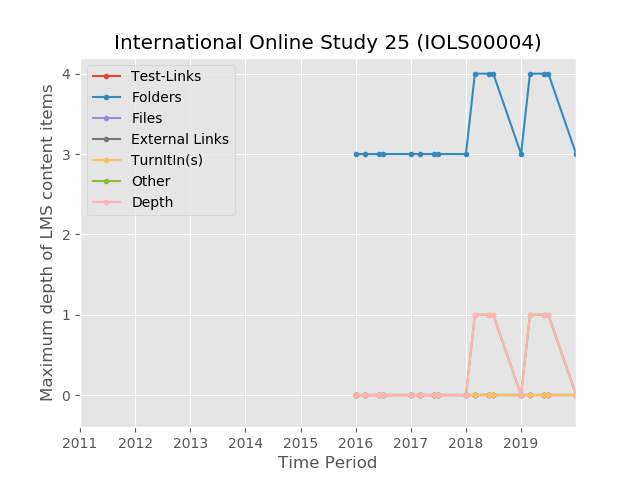 International Online Study 25 (IOLS00004)
Test-Links
Folders
Files
External Links
TurnItIn(s)
Other
Depth
Maximum depth of LMS content items
4
3
2
1
0
2011 2012 2013 2014 2015 2016 2017 2018 2019
Time Period